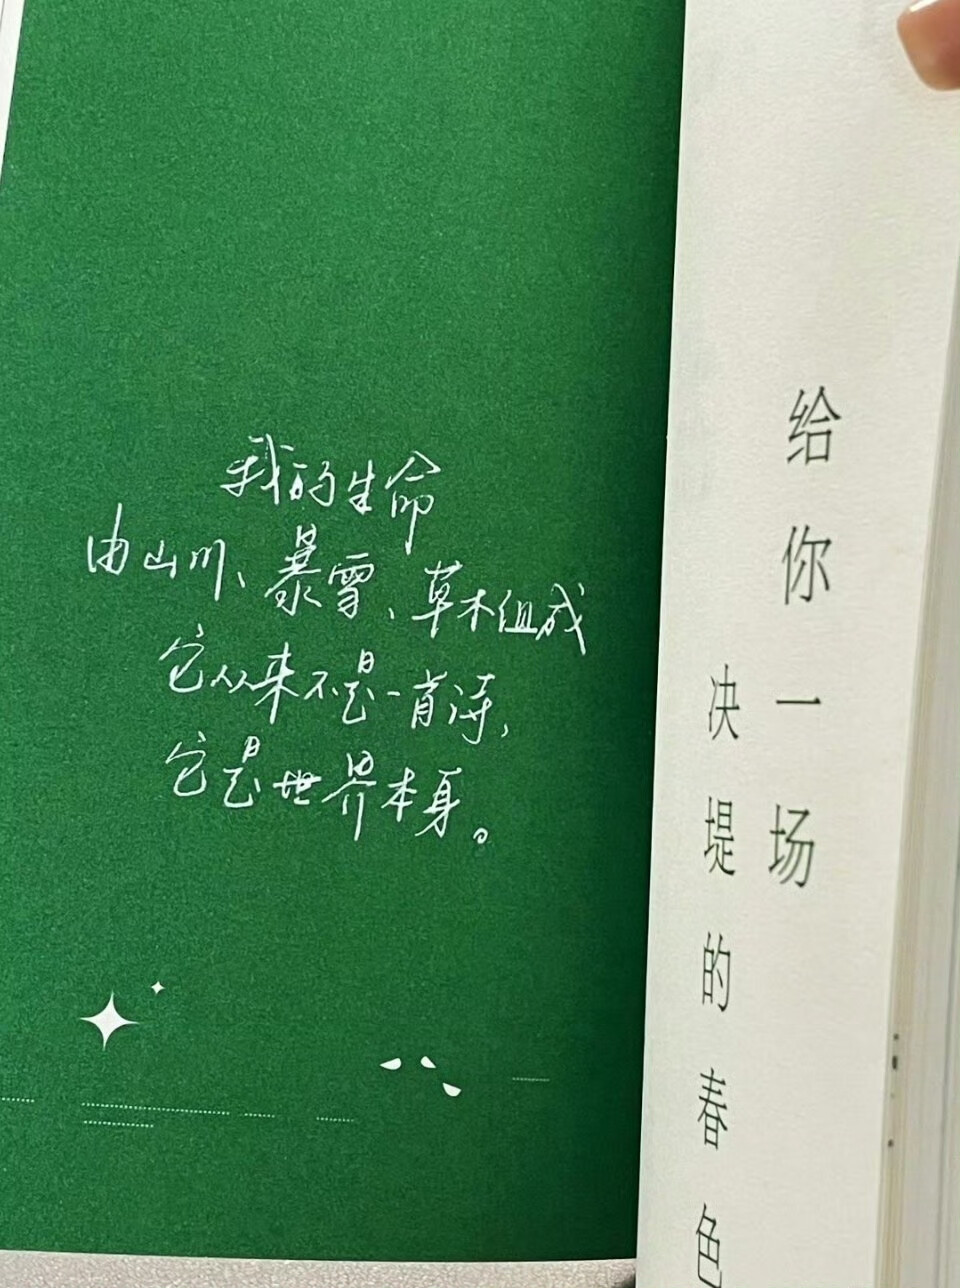 我的生命
由山川、暴雪、草木组成
它从来不是一首诗,
它是世界本身。
给你一场
决堤的春色